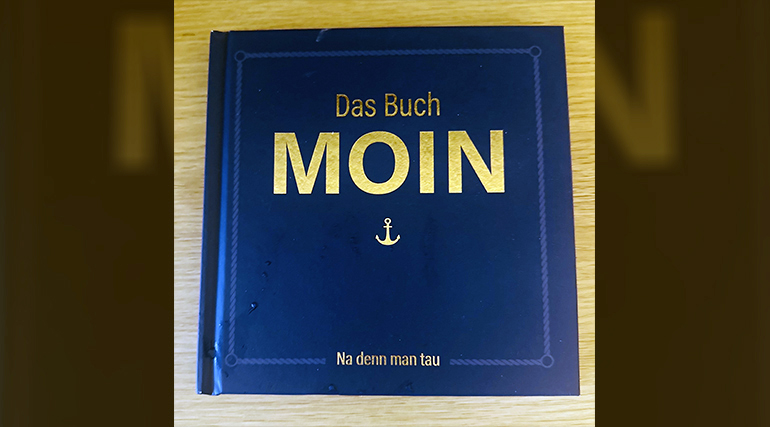 Das Buch
MOIN
Na denn man tau